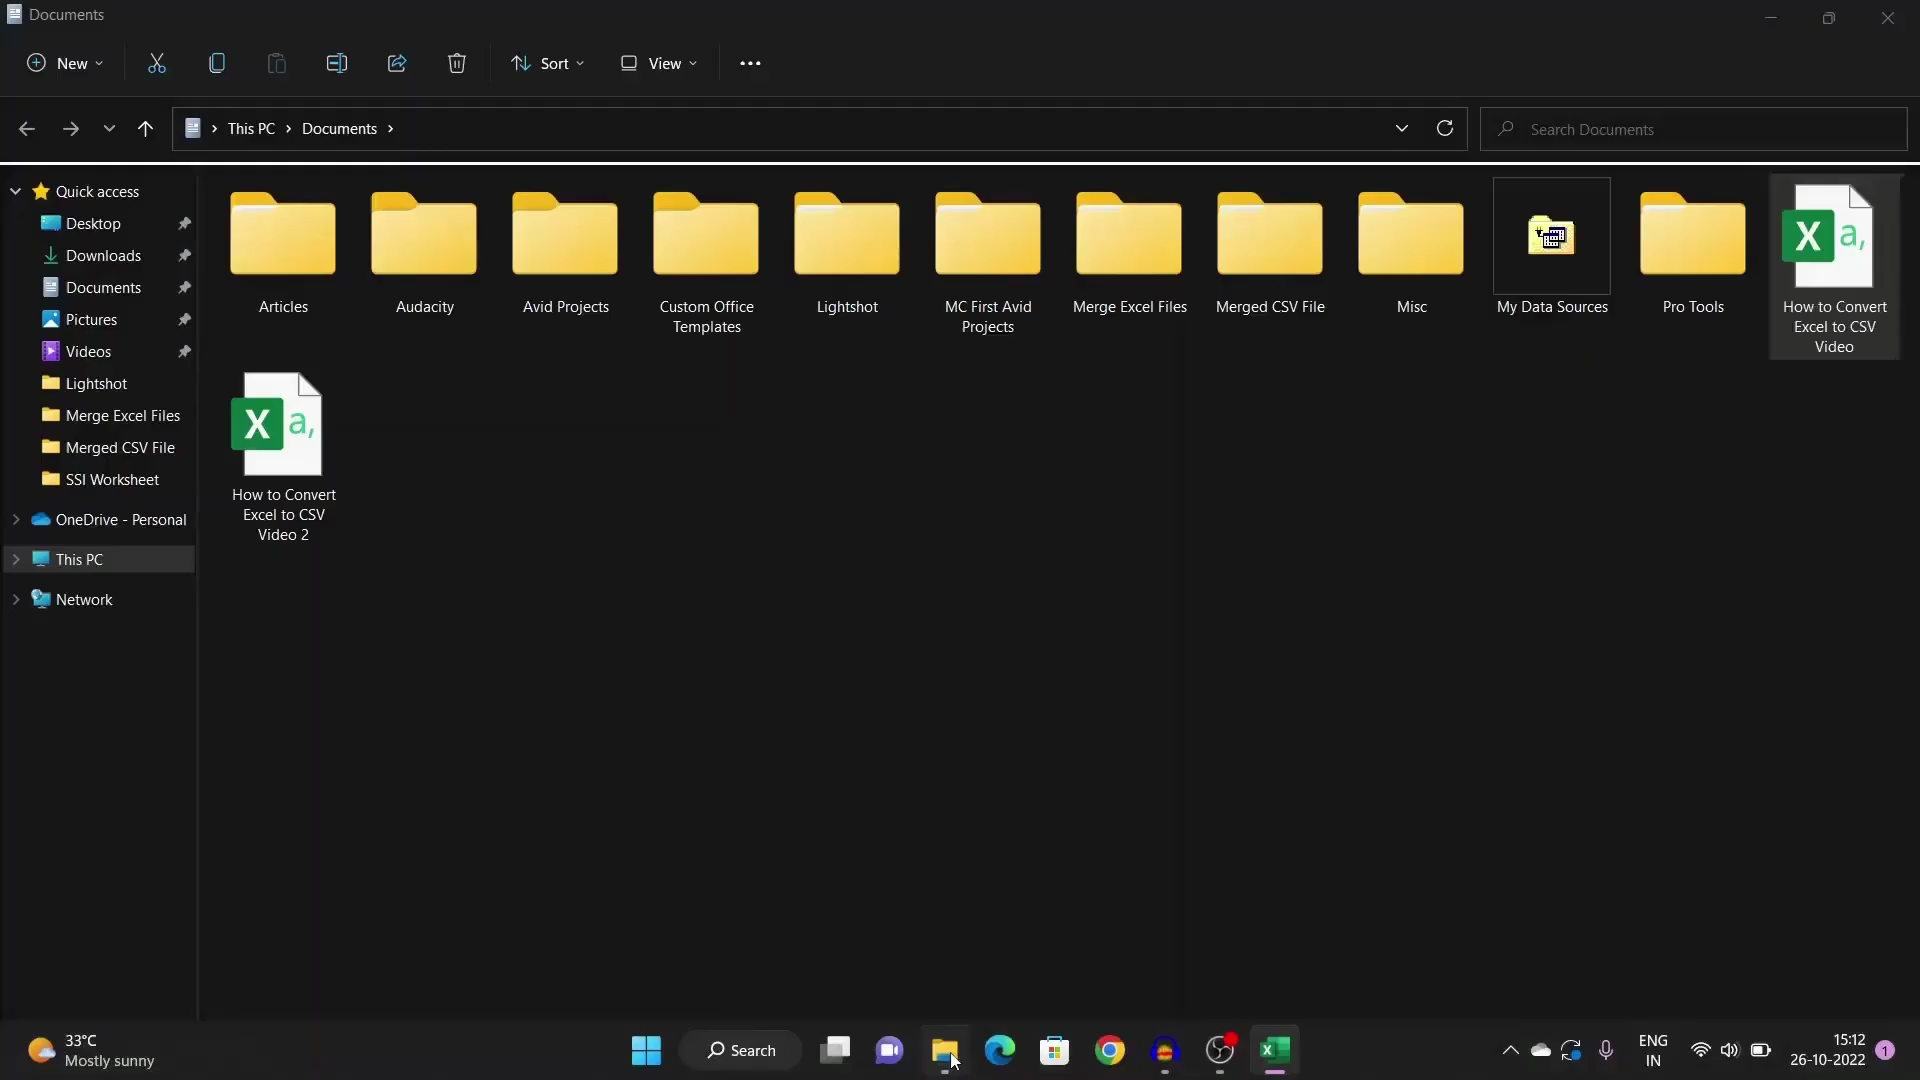 Documents
New
Sort
View
This PC
Documents
Search Documents
Quick access
Desktop
Downloads
Documents
Pictures
Videos
Lightshot
Merge Excel Files
Merged CSV File
SSI Worksheet
OneDrive - Personal
This PC
Network
Articles
Audacity
Avid Projects
Custom Office
Templates
Lightshot
MC First Avid
Projects
Merge Excel Files
Merged CSV File
Misc
My Data Sources
Pro Tools
X a,
How to Convert
Excel to CSV
Video
X a,
How to Convert
Excel to CSV
Video 2
33°C
Mostly sunny
Search
X
ENG
IN
15:12
26-10-2022
1